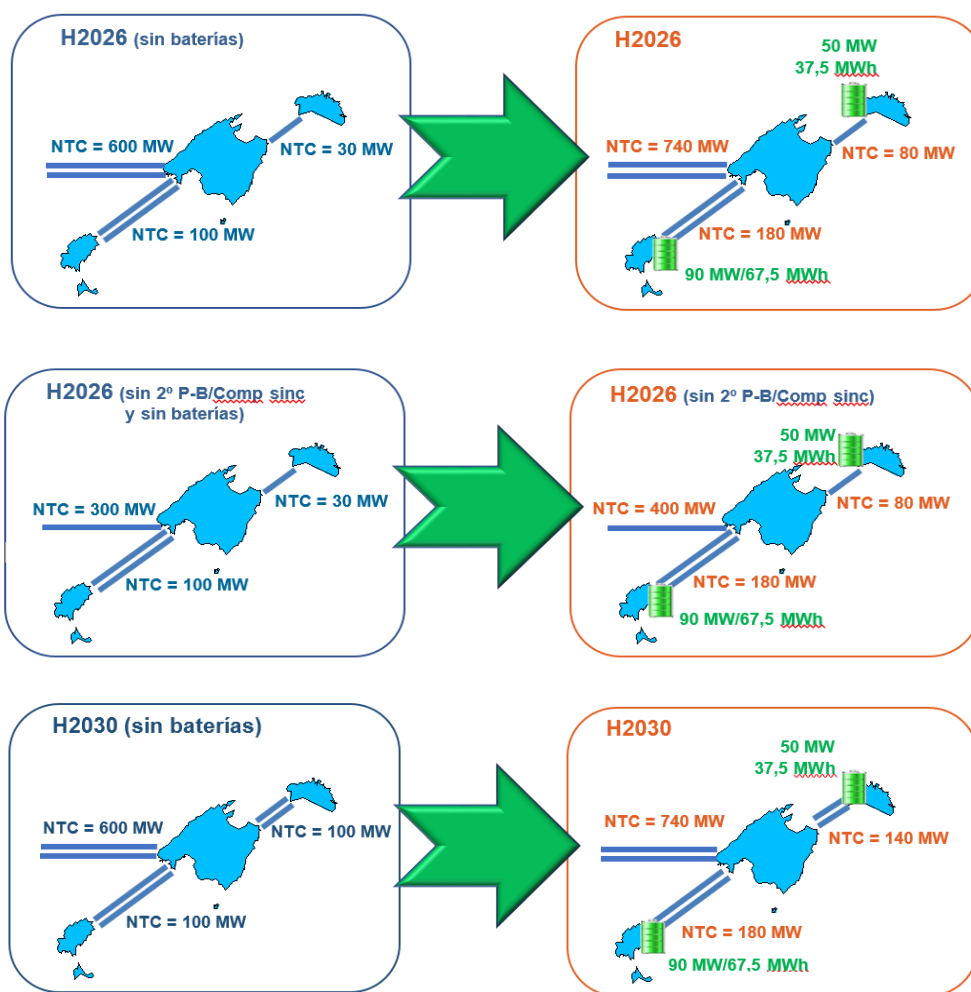 H2026 (sin baterías)
NTC = 600 MW
NTC = 30 MW
NTC = 100 MW
H2026
50 MW
37,5 MWh
NTC = 740 MW
NTC = 80 MW
NTC = 180 MW
90 MW/67,5 MWh
H2026 (sin 2º P-B/Comp sinc
y sin baterías)
NTC = 300 MW
NTC = 30 MW
NTC = 100 MW
H2026 (sin 2º P-B/Comp sinc)
50 MW
37,5 MWh
NTC = 400 MW
NTC = 80 MW
NTC = 180 MW
90 MW/67,5 MWh
H2030 (sin baterías)
NTC = 600 MW
NTC = 100 MW
NTC = 100 MW
H2030
50 MW
37,5 MWh
NTC = 740 MW
NTC = 140 MW
NTC = 180 MW
90 MW/67,5 MWh